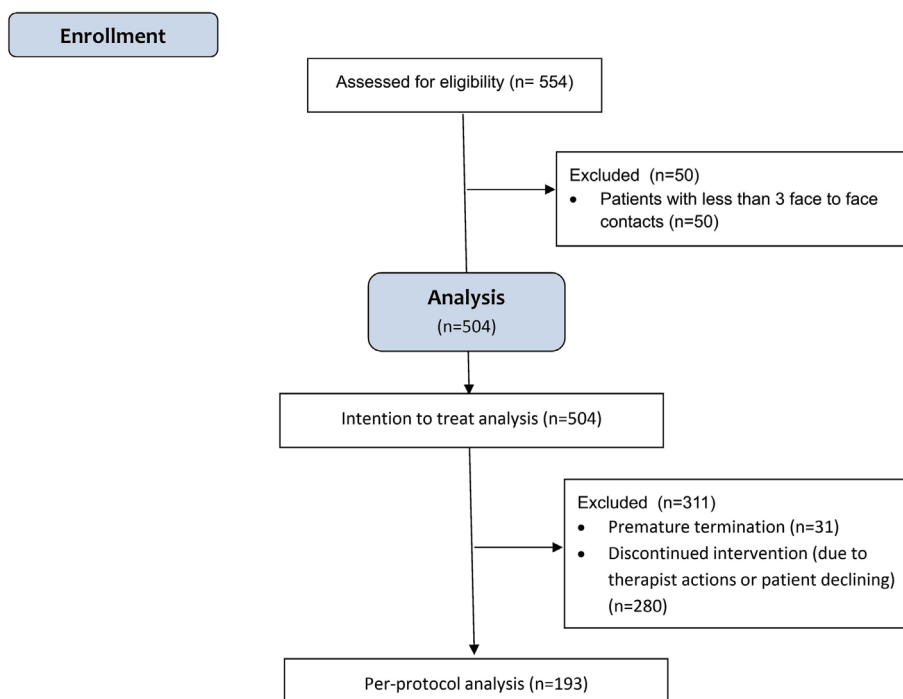 Enrollment
Assessed for eligibility (n= 554)
Excluded (n=50)
• Patients with less than 3 face to face
contacts (n=50)
Analysis
(n=504)
Intention to treat analysis (n=504)
Excluded (n=311)
• Premature termination (n=31)
• Discontinued intervention (due to
therapist actions or patient declining)
(n=280)
Per-protocol analysis (n=193)